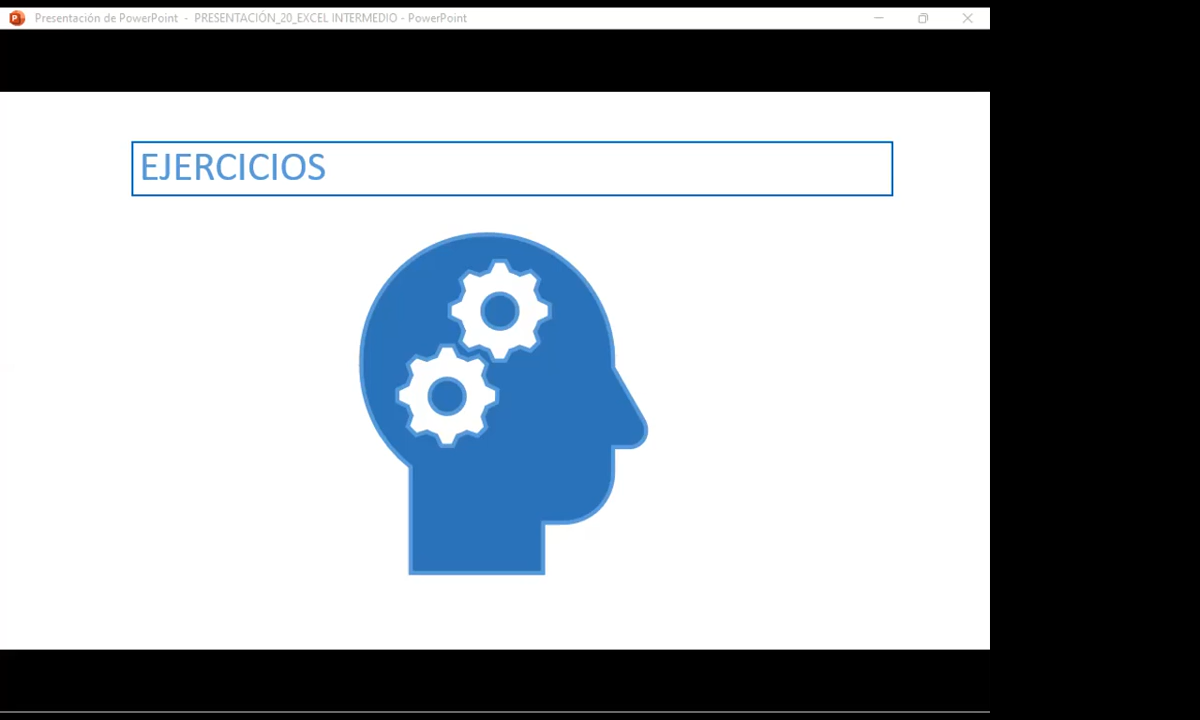 Presentación de PowerPoint - PRESENTACIÓN_20_EXCEL INTERMEDIO - PowerPoint
EJERCICIOS